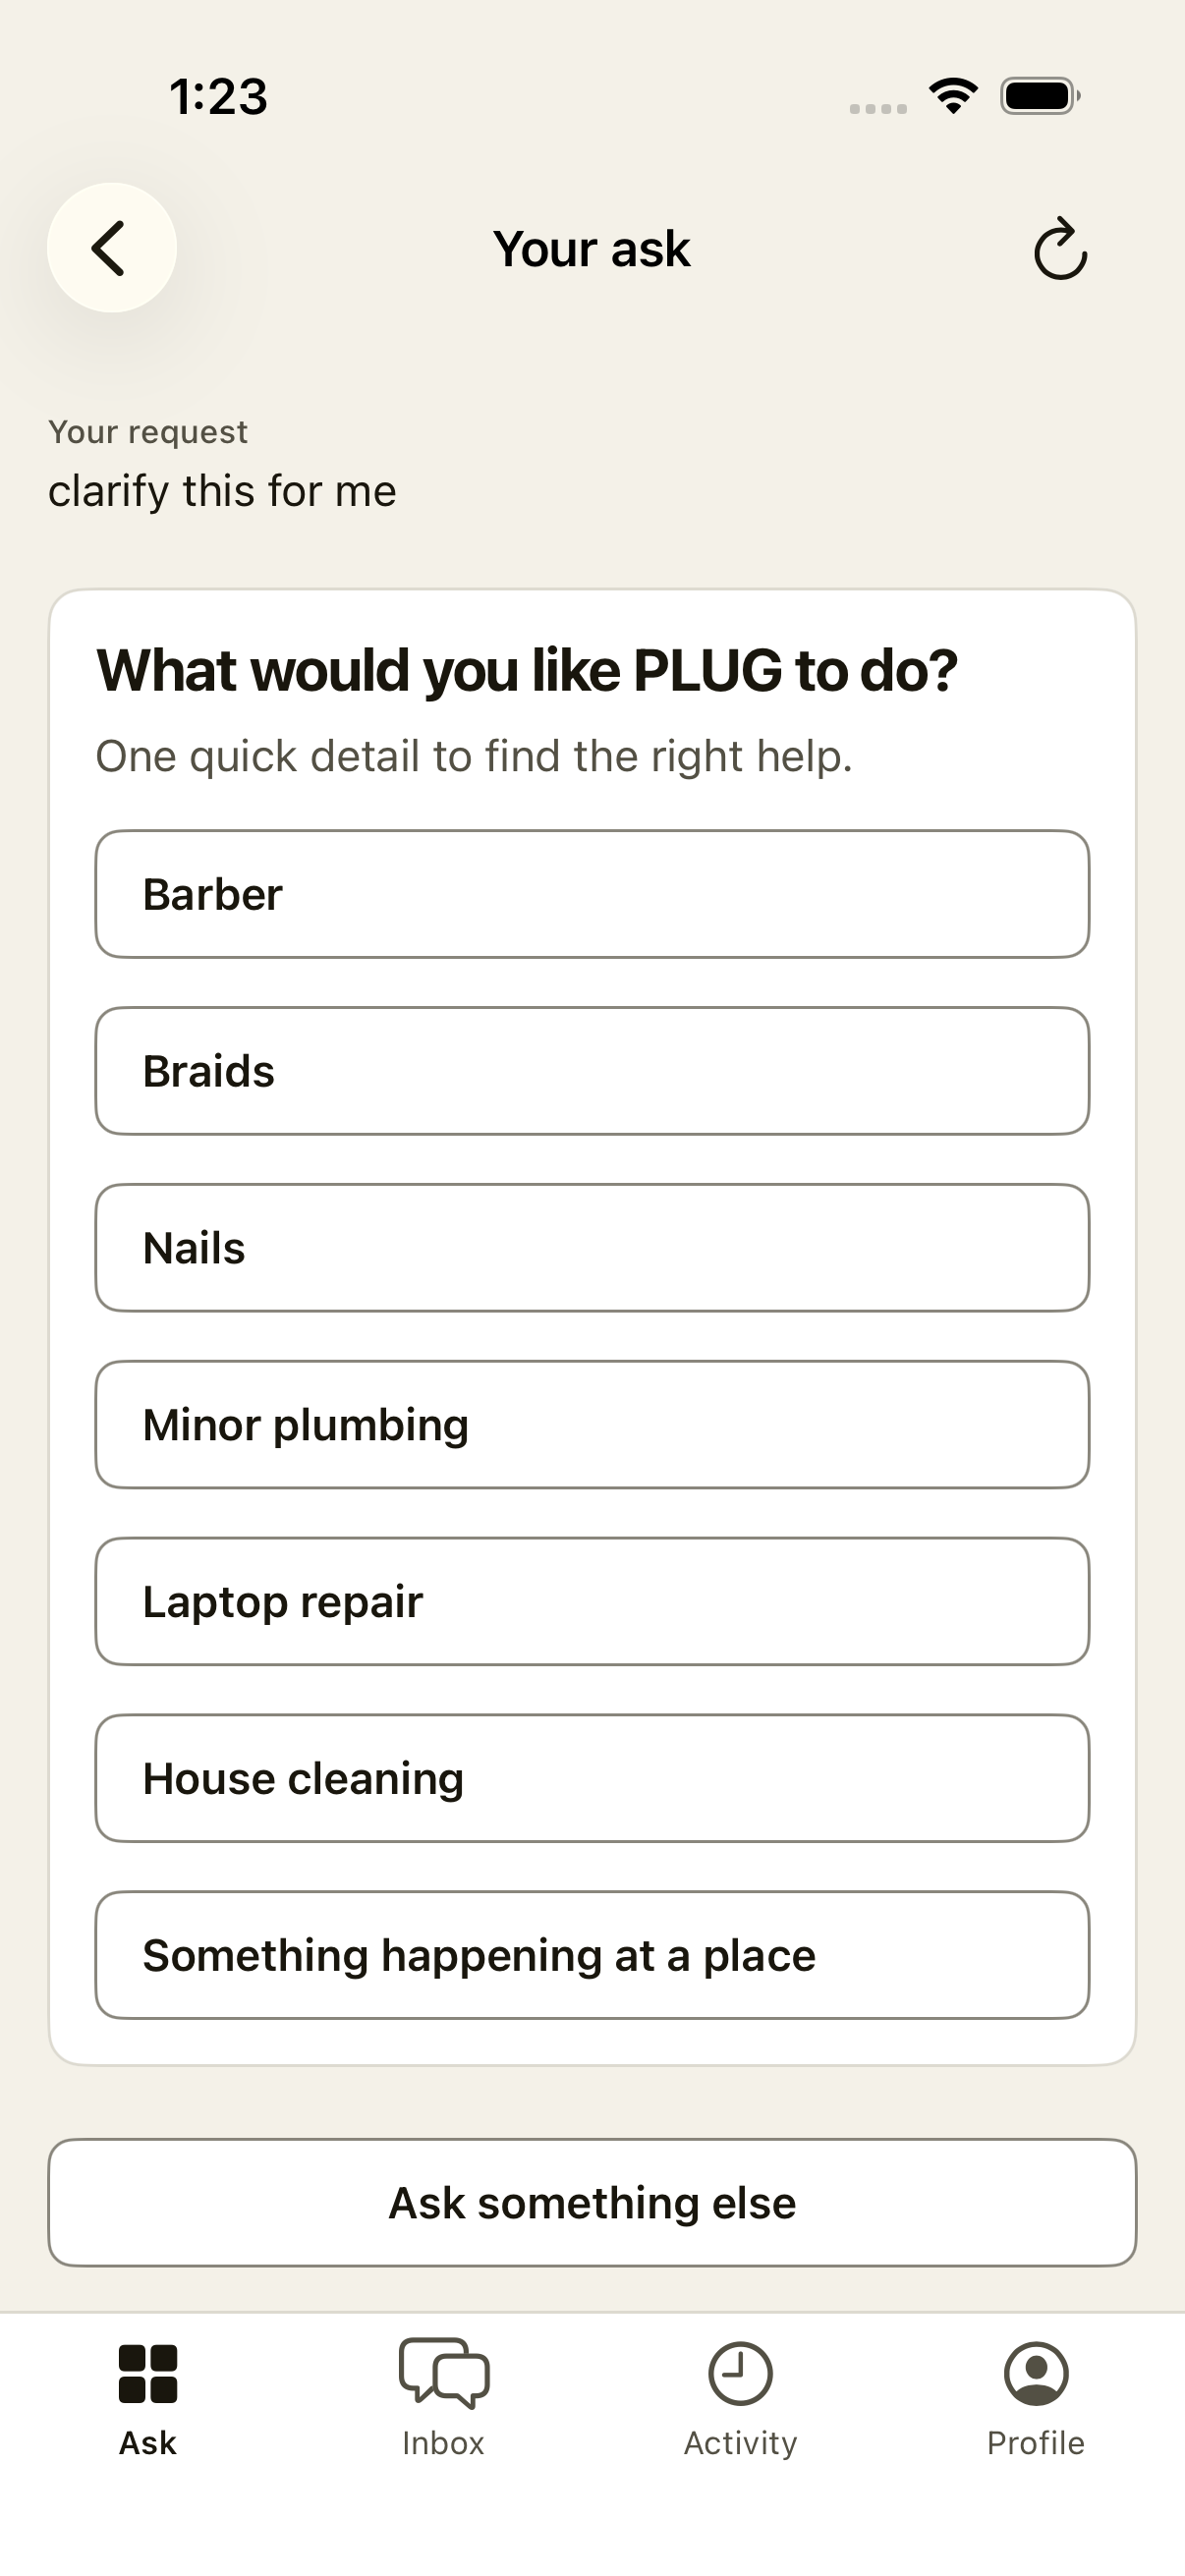 1:23
Your ask
Your request
clarify this for me
What would you like PLUG to do?
One quick detail to find the right help.
Barber
Braids
Nails
Minor plumbing
Laptop repair
House cleaning
Something happening at a place
Ask something else
Ask
Inbox
Activity
Profile